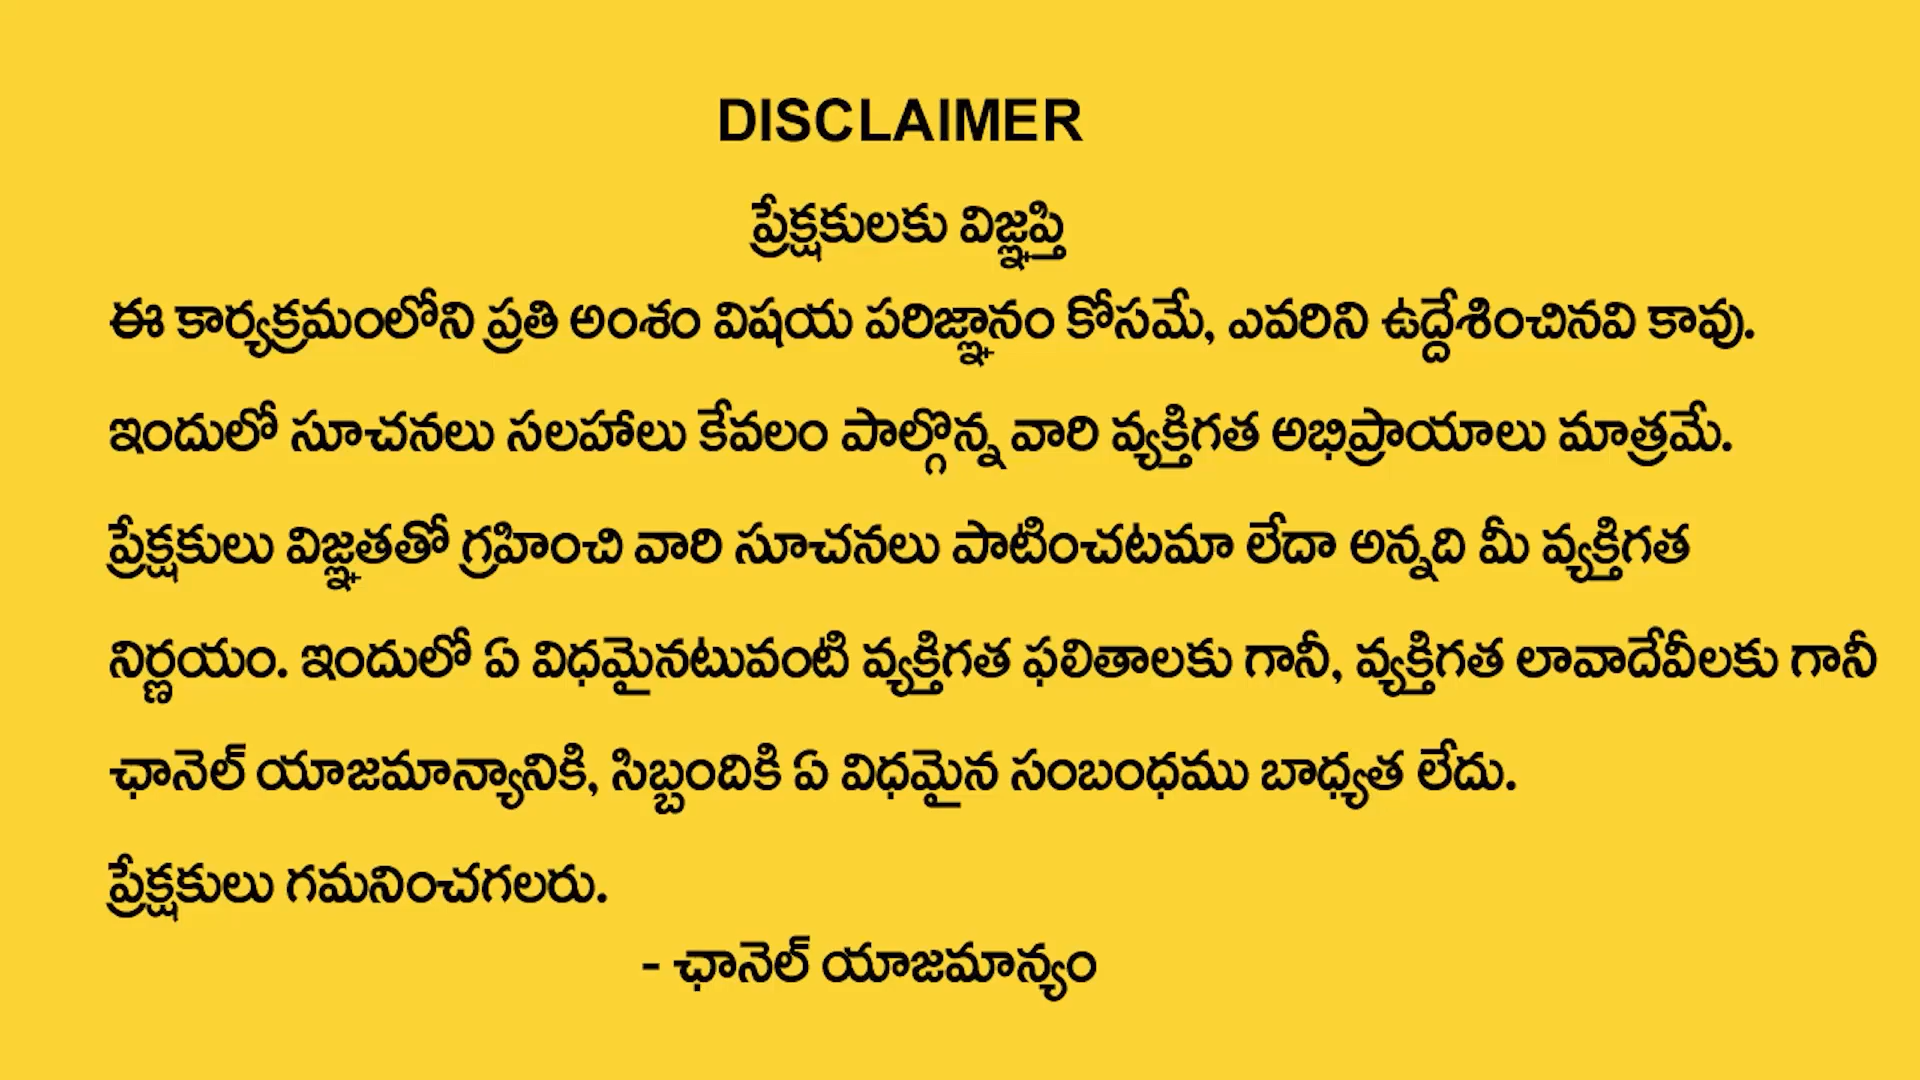 DISCLAIMER
ప్రేక్షకులకు విజ్ఞప్తి
ఈ కార్యక్రమంలోని ప్రతి అంశం విషయ పరిజ్ఞానం కోసమే, ఎవరిని ఉద్దేశించినవి కావు.
ఇందులో సూచనలు సలహాలు కేవలం పాల్గొన్న వారి వ్యక్తిగత అభిప్రాయాలు మాత్రమే.
ప్రేక్షకులు విజ్ఞతతో గ్రహించి వారి సూచనలు పాటించటమా లేదా అన్నది మీ వ్యక్తిగత
నిర్ణయం. ఇందులో ఏ విధమైనటువంటి వ్యక్తిగత ఫలితాలకు గానీ, వ్యక్తిగత లావాదేవీలకు గానీ
ఛానెల్ యాజమాన్యానికి, సిబ్బందికి ఏ విధమైన సంబంధము బాధ్యత లేదు.
ప్రేక్షకులు గమనించగలరు.
- ఛానెల్ యాజమాన్యం